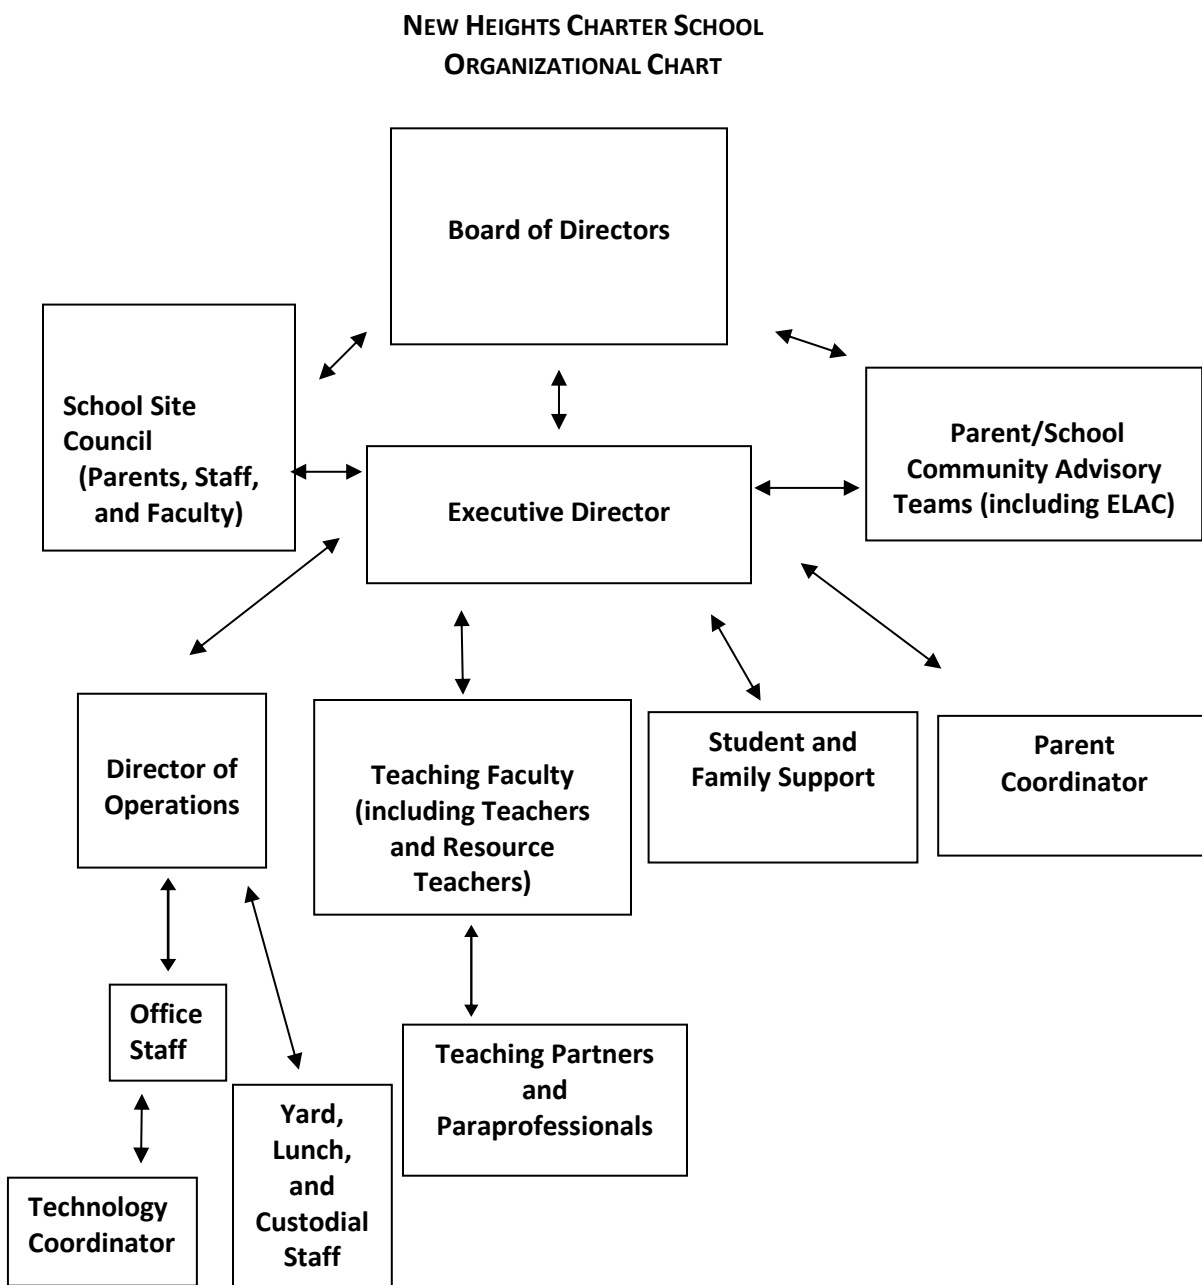 NEW HEIGHTS CHARTER SCHOOL
ORGANIZATIONAL CHART
Board of Directors
School Site
Council
(Parents, Staff,
and Faculty)
Executive Director
Parent/School
Community Advisory
Teams (including ELAC)
Director of
Operations
Teaching Faculty
(including Teachers
and Resource
Teachers)
Student and
Family Support
Parent
Coordinator
Office
Staff
Teaching Partners
and
Paraprofessionals
Yard,
Lunch,
and
Custodial
Staff
Technology
Coordinator